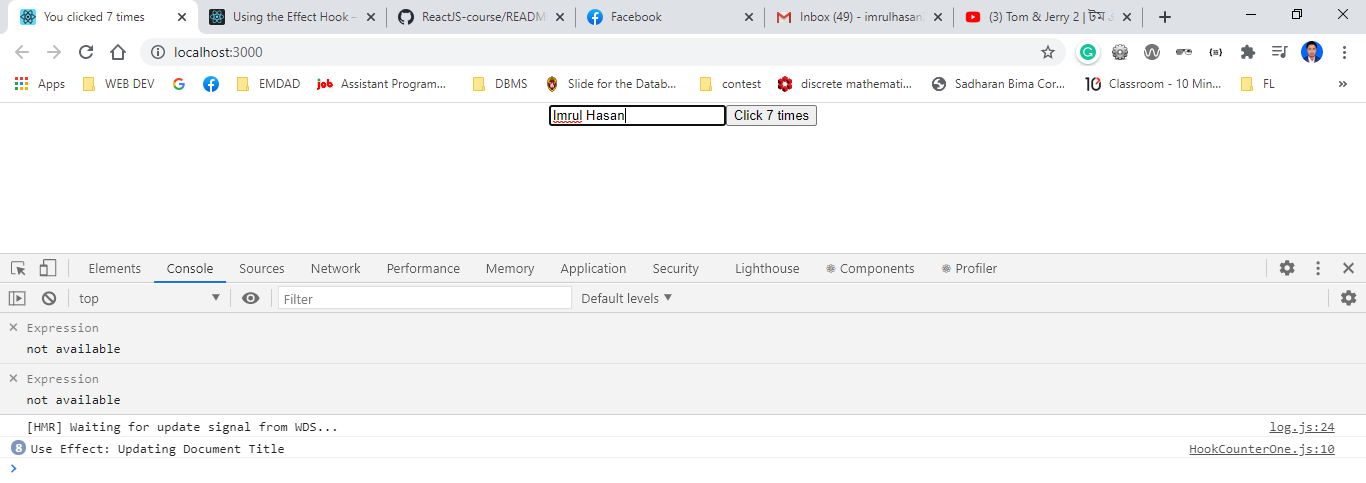 You clicked 7 times
Using the Effect Hook –
ReactJS-course/READM
Facebook
Inbox (49) - imrulhasan
(3) Tom & Jerry 2 | টম
localhost:3000
Apps
WEB DEV
EMDAD
job
Assistant Program...
DBMS
Slide for the Datab...
contest
discrete mathemati...
Sadharan Bima Cor...
10
Classroom - 10 Min...
FL
»
Imrul Hasan
Click 7 times
Elements
Console
Sources
Network
Performance
Memory
Application
Security
Lighthouse
Components
Profiler
top
Filter
Default levels
Expression
not available
Expression
not available
[HMR] Waiting for update signal from WDS...
log.js:24
8
Use Effect: Updating Document Title
HookCounterOne.js:10